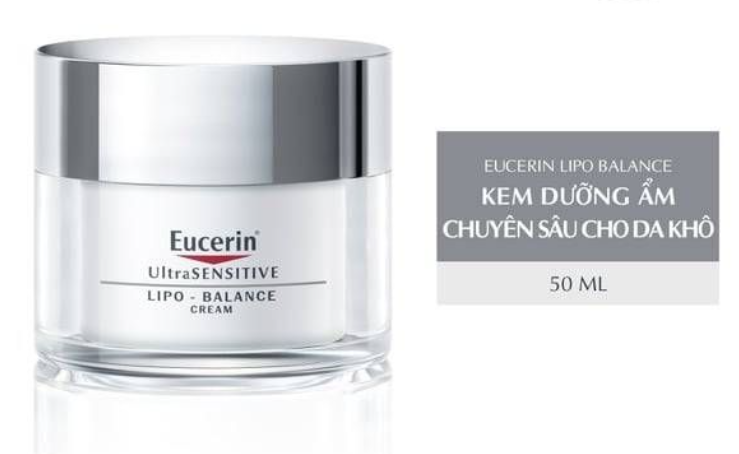 Eucerin
UltraSENSITIVE
LIPO - BALANCE
CREAM
EUCERIN LIPO BALANCE
KEM DƯỠNG ẨM
CHUYÊN SÂU CHO DA KHÔ
50 ML